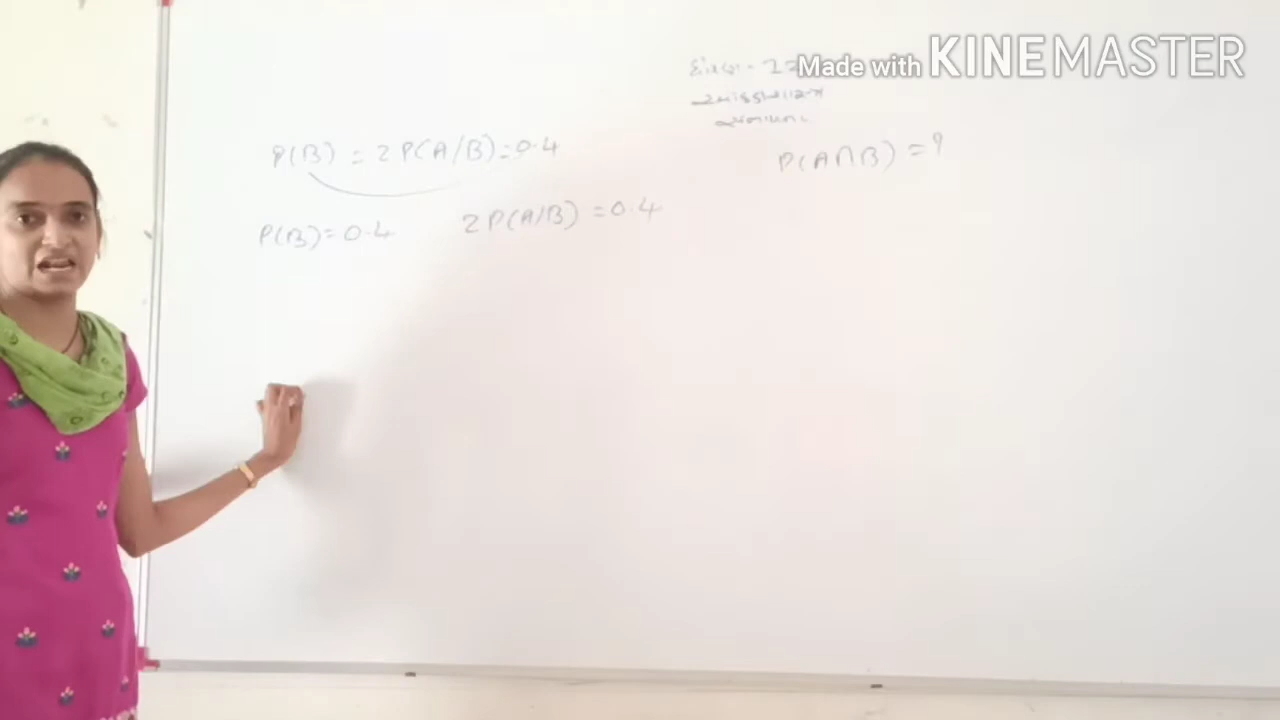 Made with KINEMASTER
P(B) = 2P(A/B)=0.4
P(A∩B) = ?
P(B)=0.4
2P(A/B) =0.4